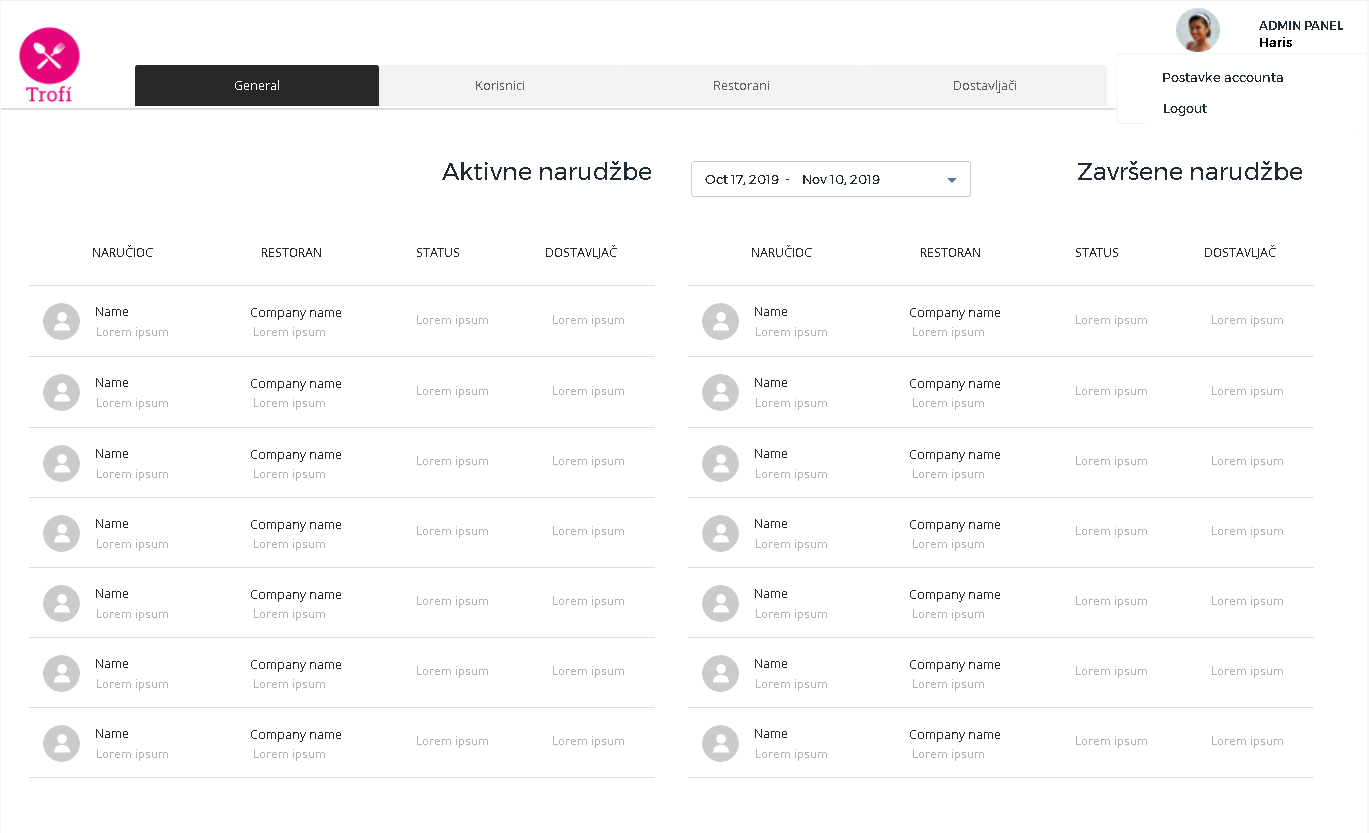 ADMIN PANEL
Haris
Trofí
General Korisnici Restorani Dostavljači
Postavke accounta
Logout
Aktivne narudžbe
Oct 17, 2019 - Nov 10, 2019
Završene narudžbe
NARUČIOC RESTORAN STATUS DOSTAVLJAČ NARUČIOC RESTORAN STATUS DOSTAVLJAČ
Name Company name Lorem ipsum Lorem ipsum Name Company name Lorem ipsum Lorem ipsum
Lorem ipsum Lorem ipsum Lorem ipsum Lorem ipsum
Name Company name Lorem ipsum Lorem ipsum Name Company name Lorem ipsum Lorem ipsum
Lorem ipsum Lorem ipsum Lorem ipsum Lorem ipsum
Name Company name Lorem ipsum Lorem ipsum Name Company name Lorem ipsum Lorem ipsum
Lorem ipsum Lorem ipsum Lorem ipsum Lorem ipsum
Name Company name Lorem ipsum Lorem ipsum Name Company name Lorem ipsum Lorem ipsum
Lorem ipsum Lorem ipsum Lorem ipsum Lorem ipsum
Name Company name Lorem ipsum Lorem ipsum Name Company name Lorem ipsum Lorem ipsum
Lorem ipsum Lorem ipsum Lorem ipsum Lorem ipsum
Name Company name Lorem ipsum Lorem ipsum Name Company name Lorem ipsum Lorem ipsum
Lorem ipsum Lorem ipsum Lorem ipsum Lorem ipsum
Name Company name Lorem ipsum Lorem ipsum Name Company name Lorem ipsum Lorem ipsum
Lorem ipsum Lorem ipsum Lorem ipsum Lorem ipsum